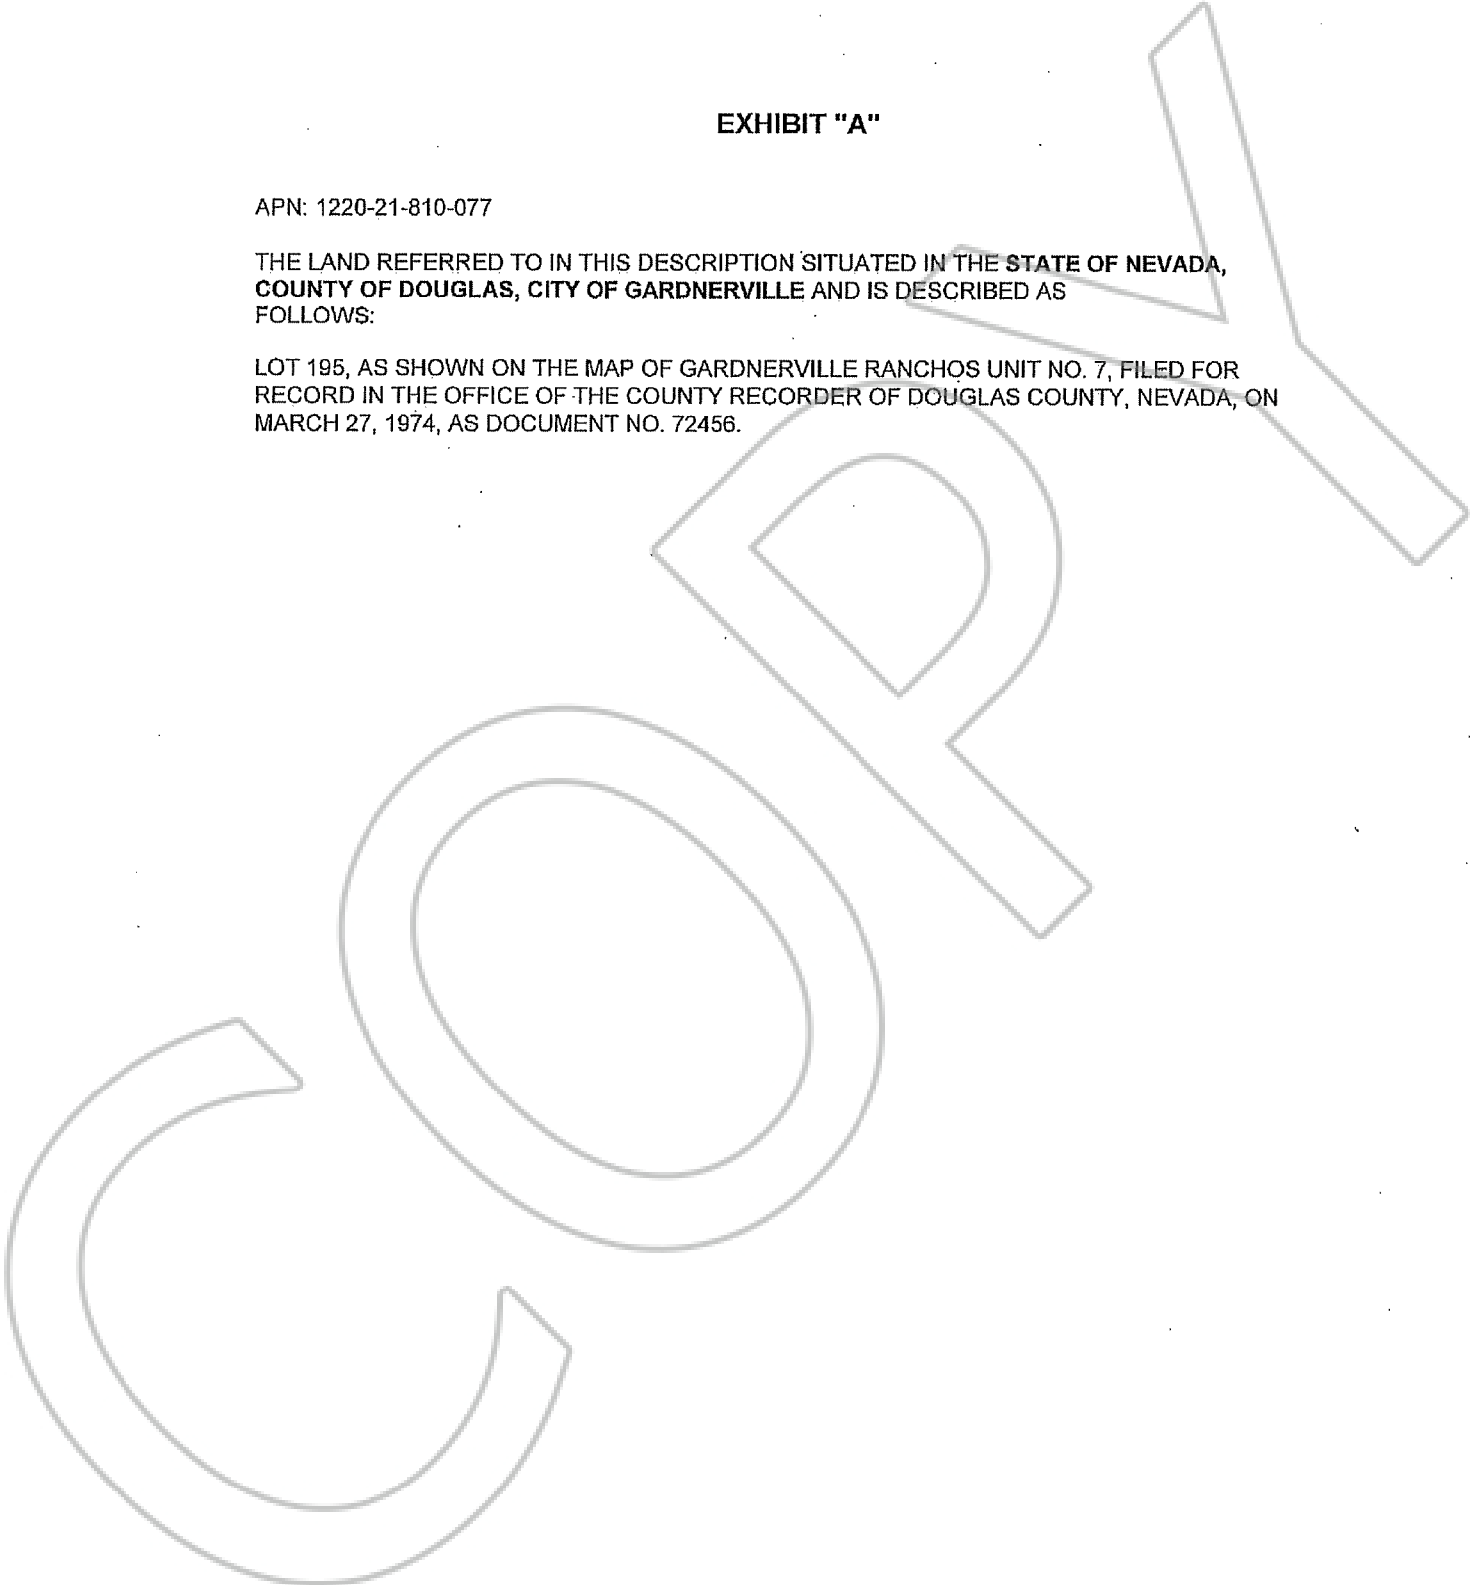 EXHIBIT "A"
APN: 1220-21-810-077
THE LAND REFERRED TO IN THIS DESCRIPTION SITUATED IN THE STATE OF NEVADA,
COUNTY OF DOUGLAS, CITY OF GARDNERVILLE AND IS DESCRIBED AS
FOLLOWS:
LOT 195, AS SHOWN ON THE MAP OF GARDNERVILLE RANCHOS UNIT NO. 7, FILED FOR
RECORD IN THE OFFICE OF THE COUNTY RECORDER OF DOUGLAS COUNTY, NEVADA, ON
MARCH 27, 1974, AS DOCUMENT NO. 72456.
COPY